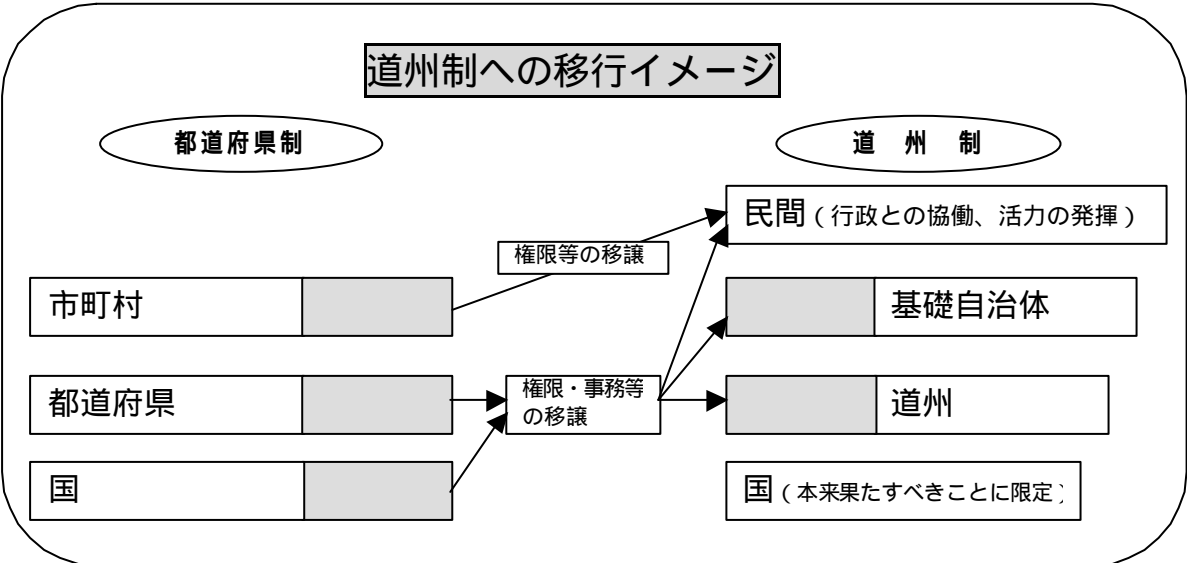 道州制への移行イメージ
都道府県制
道 州 制
民間（行政との協働、活力の発揮）
権限等の移譲
市町村
基礎自治体
都道府県
権限・事務等
の移譲
道州
国
国（本来果たすべきことに限定）